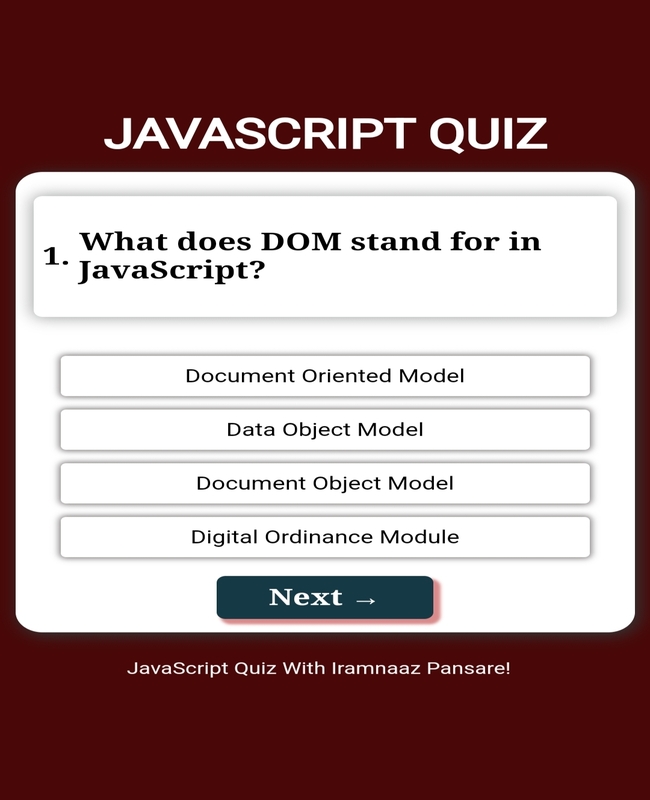 JAVASCRIPT QUIZ
1. What does DOM stand for in
JavaScript?
Document Oriented Model
Data Object Model
Document Object Model
Digital Ordinance Module
Next →
JavaScript Quiz With Iramnaaz Pansare!